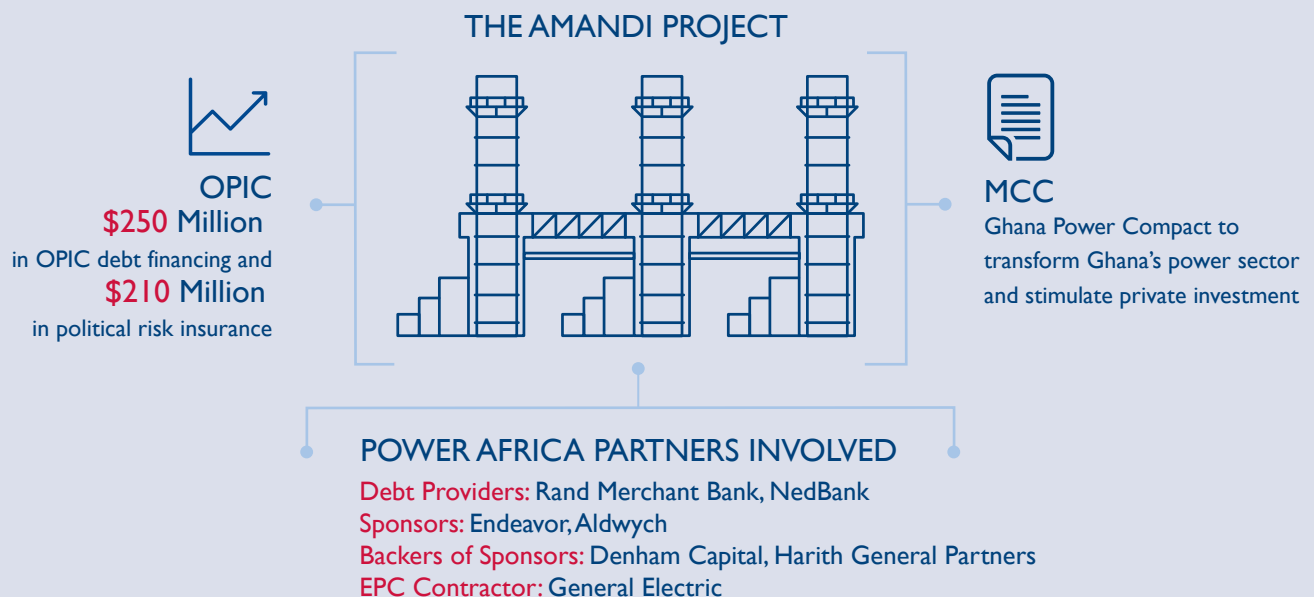 THE AMANDI PROJECT
OPIC
$250 Million
in OPIC debt financing and
$210 Million
in political risk insurance
MCC
Ghana Power Compact to
transform Ghana's power sector
and stimulate private investment
POWER AFRICA PARTNERS INVOLVED
Debt Providers: Rand Merchant Bank, NedBank
Sponsors: Endeavor, Aldwych
Backers of Sponsors: Denham Capital, Harith General Partners
EPC Contractor: General Electric